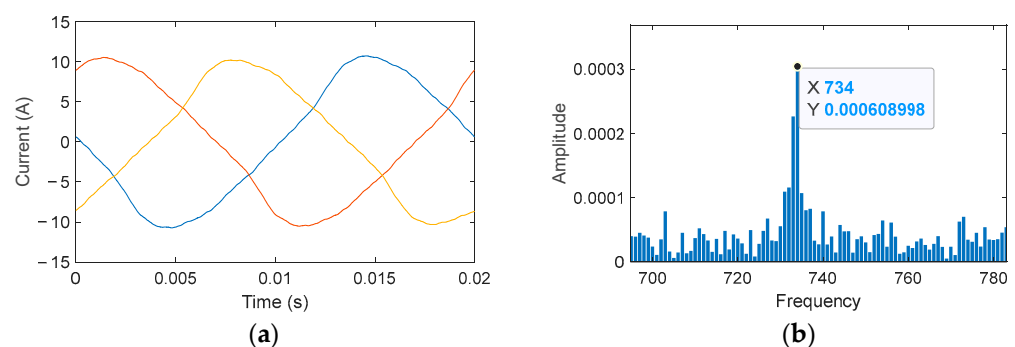 15
10
5
0
−5
−10
−15
Current (A)
0
0.005
0.01
0.015
0.02
Time (s)
(a)
0.0003
0.0002
0.0001
0
Amplitude
X 734
Y 0.000608998
700
720
740
760
780
Frequency
(b)